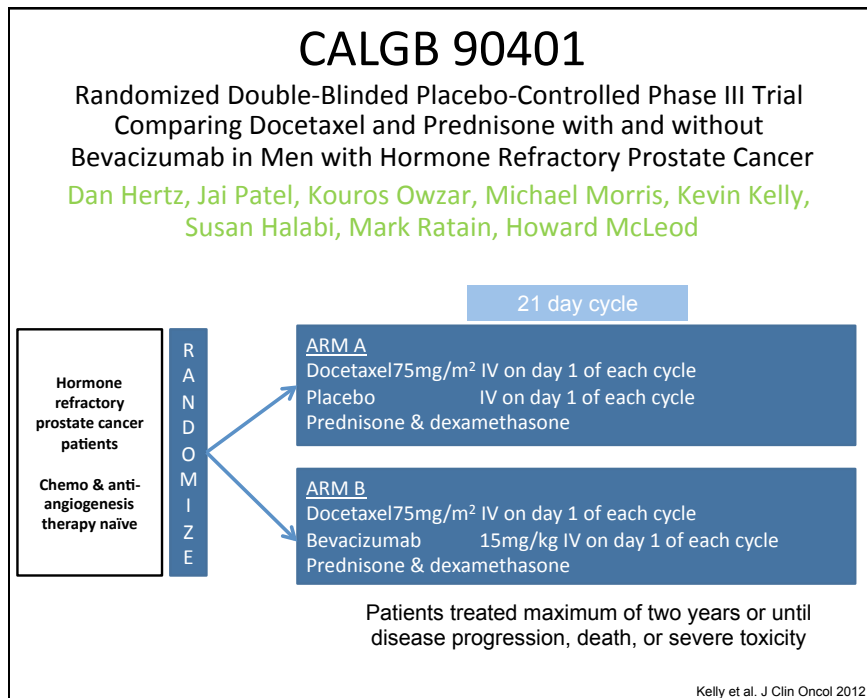 CALGB 90401
Randomized Double-Blinded Placebo-Controlled Phase III Trial
Comparing Docetaxel and Prednisone with and without
Bevacizumab in Men with Hormone Refractory Prostate Cancer
Dan Hertz, Jai Patel, Kouros Owzar, Michael Morris, Kevin Kelly,
Susan Halabi, Mark Ratain, Howard McLeod
21 day cycle
Hormone
refractory
prostate cancer
patients
Chemo & anti-
angiogenesis
therapy naïve
R
A
N
D
O
M
I
Z
E
ARM A
Docetaxel75mg/m² IV on day 1 of each cycle
Placebo IV on day 1 of each cycle
Prednisone & dexamethasone
ARM B
Docetaxel75mg/m² IV on day 1 of each cycle
Bevacizumab 15mg/kg IV on day 1 of each cycle
Prednisone & dexamethasone
Patients treated maximum of two years or until
disease progression, death, or severe toxicity
Kelly et al. J Clin Oncol 2012